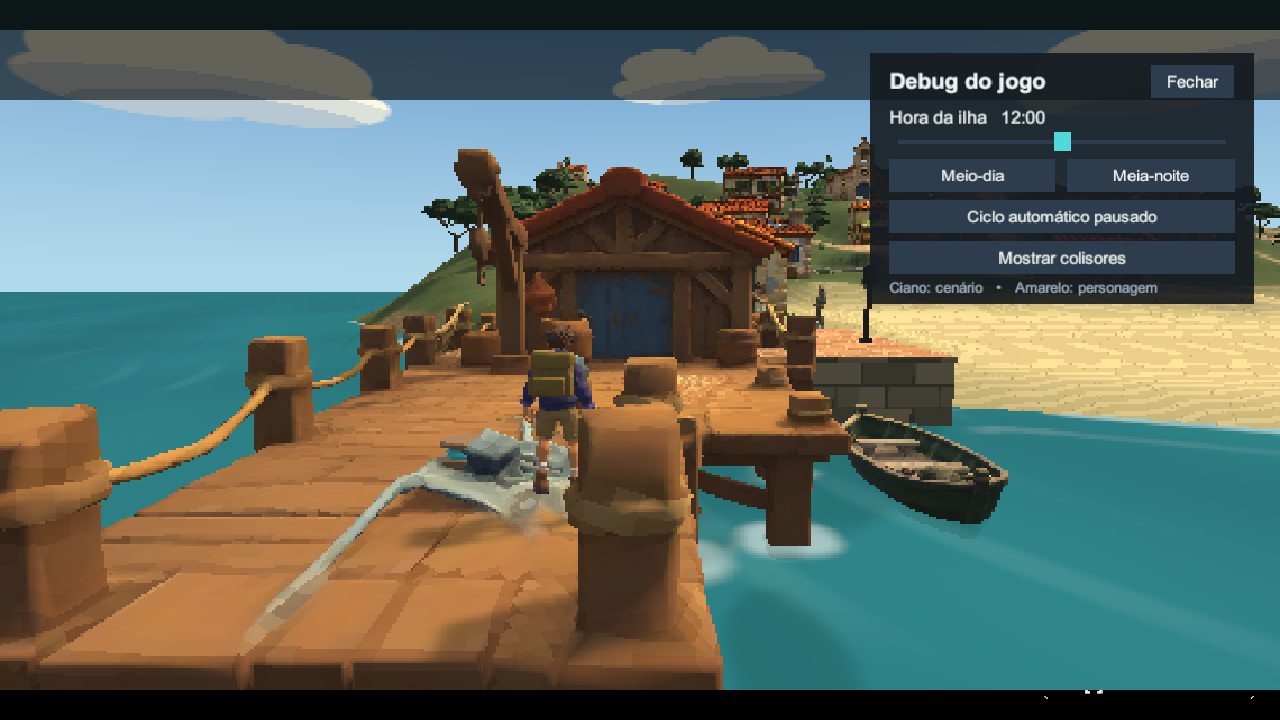 Debug do jogo
Fechar
Hora da ilha 12:00
Meio-dia
Meia-noite
Ciclo automático pausado
Mostrar colisores
Ciano: cenário • Amarelo: personagem